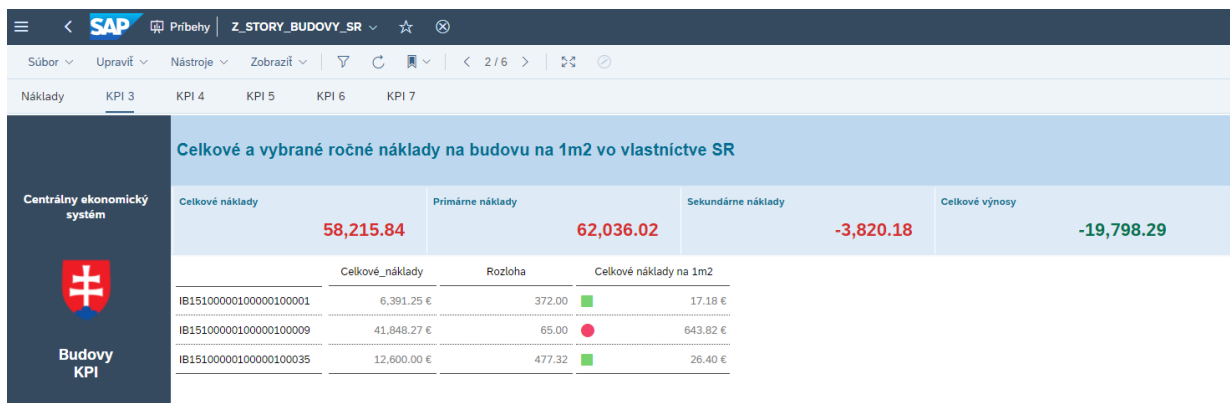 SAP Príbehy Z_STORY_BUDOVY_SR
Súbor Upraviť Nástroje Zobraziť 2 / 6
Náklady KPI 3 KPI 4 KPI 5 KPI 6 KPI 7
Celkové a vybrané ročné náklady na budovu na 1m2 vo vlastníctve SR
Centrálny ekonomický
systém
Budovy
KPI
Celkové náklady Primárne náklady Sekundárne náklady Celkové výnosy
58,215.84 62,036.02 -3,820.18 -19,798.29
Celkové_náklady Rozloha Celkové náklady na 1m2
IB15100000100000100001 6,391.25 € 372.00 17.18 €
IB15100000100000100009 41,848.27 € 65.00 643.82 €
IB15100000100000100035 12,600.00 € 477.32 26.40 €